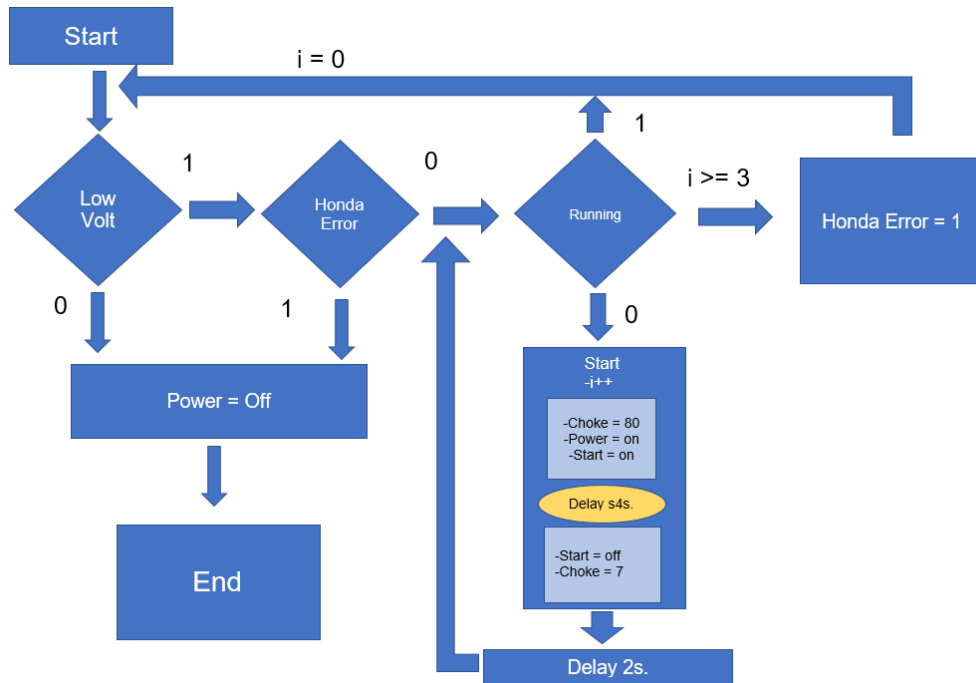 Start
i = 0
1
Low
Volt
1
Honda
Error
0
Running
i >= 3
Honda Error = 1
0
1
0
Power = Off
Start
-i++
-Choke = 80
-Power = on
-Start = on
Delay s4s.
-Start = off
-Choke = 7
End
Delay 2s.